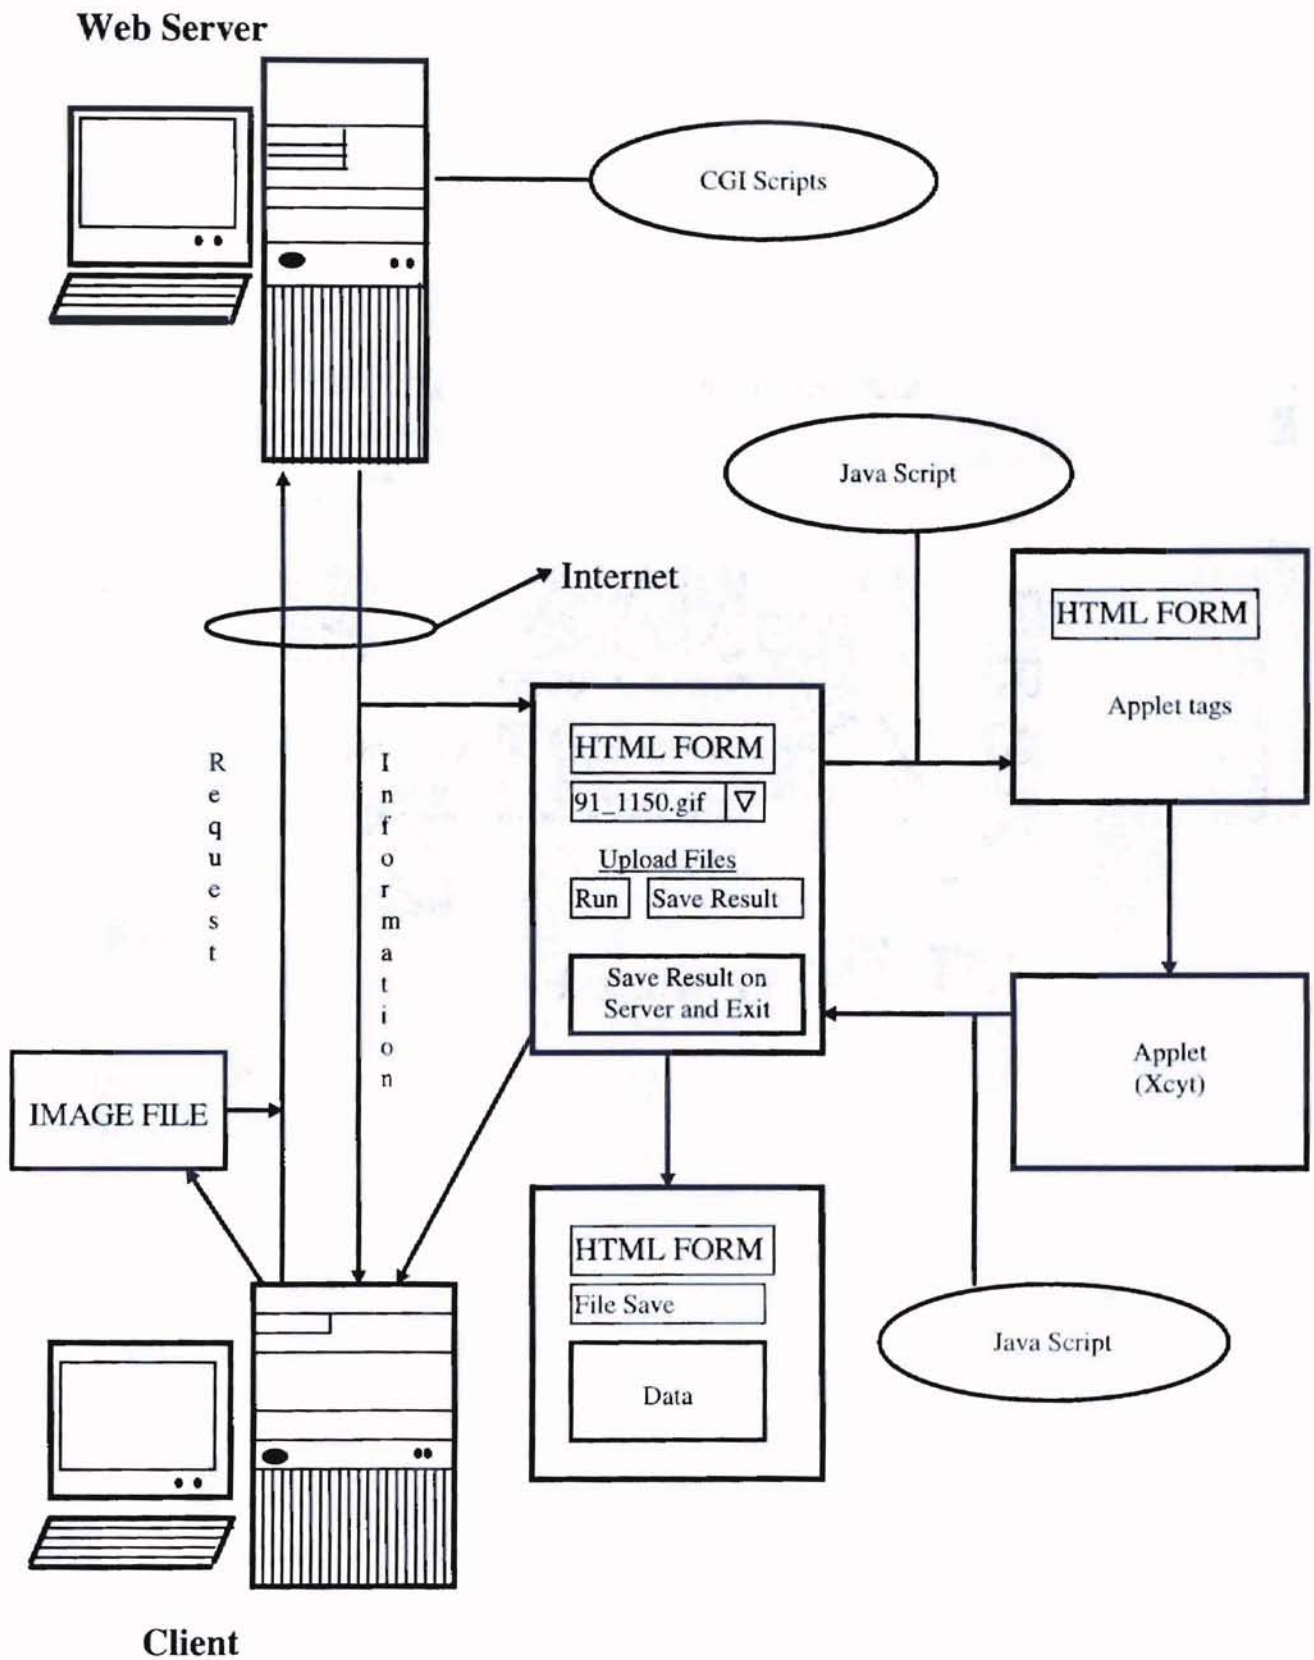 Web Server
CGI Scripts
Java Script
Internet
HTML FORM
Applet tags
Request
Information
HTML FORM
91_1150.gif
Upload Files
Run
Save Result
Save Result on
Server and Exit
IMAGE FILE
Applet
(Xcyt)
HTML FORM
File Save
Data
Java Script
Client